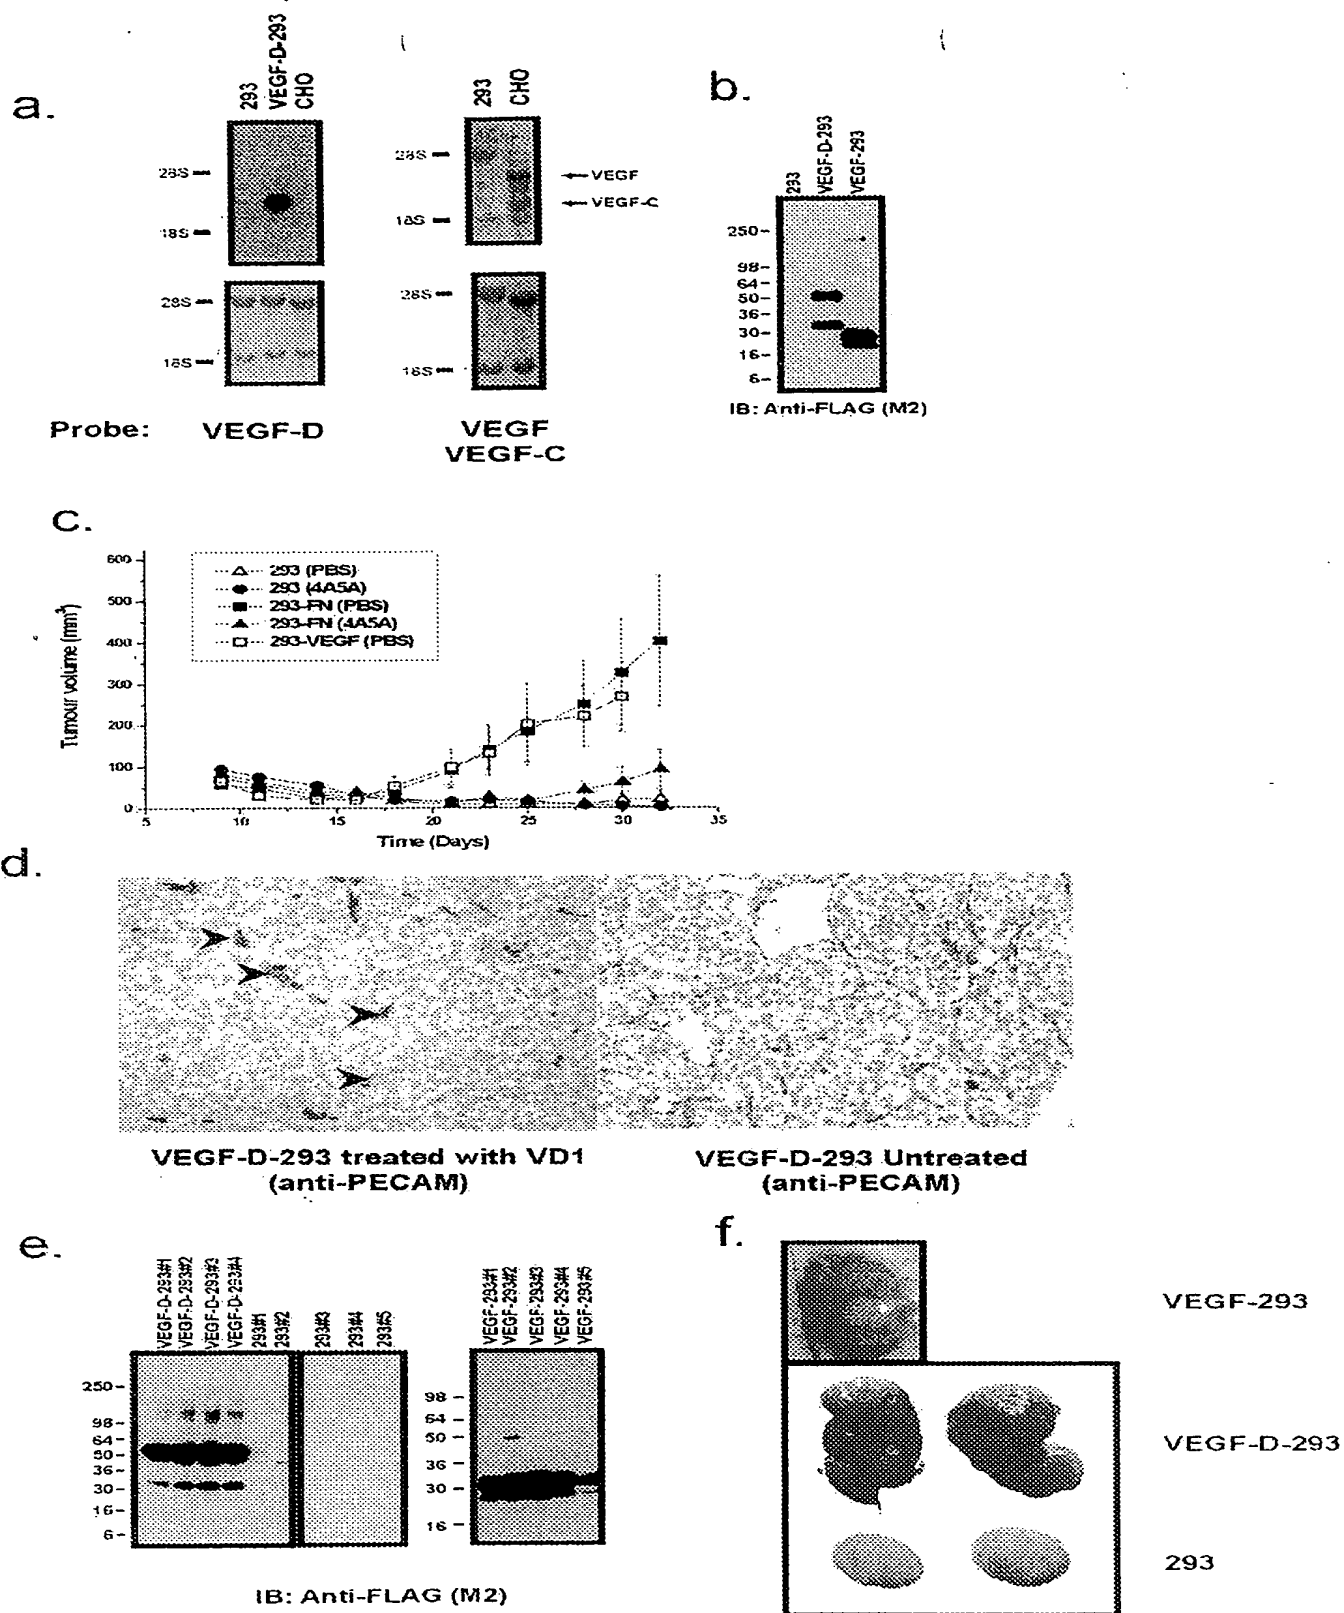 a.
293
VEGF-D-293
CHO
28S
18S
28S
18S
293
CHO
28S
18S
VEGF
VEGF-C
28S
18S
Probe:
VEGF-D
VEGF
VEGF-C
b.
293
VEGF-D-293
VEGF-293
250-
98-
64-
50-
36-
30-
16-
6-
IB: Anti-FLAG (M2)
c.
Tumour volume (mm³)
600
500
400
300
200
100
0
293 (PBS)
293 (4A5A)
293-FN (PBS)
293-FN (4A5A)
293-VEGF (PBS)
5 10 15 20 25 30 35
Time (Days)
d.
VEGF-D-293 treated with VD1
(anti-PECAM)
VEGF-D-293 Untreated
(anti-PECAM)
e.
VEGF-D-293#1
VEGF-D-293#2
VEGF-D-293#3
VEGF-D-293#4
293#1
293#2
293#3
293#4
293#5
250-
98-
64-
50-
36-
30-
16-
6-
VEGF-293#1
VEGF-293#2
VEGF-293#3
VEGF-293#4
VEGF-293#5
98
64
50
36
30
16
IB: Anti-FLAG (M2)
f.
VEGF-293
VEGF-D-293
293